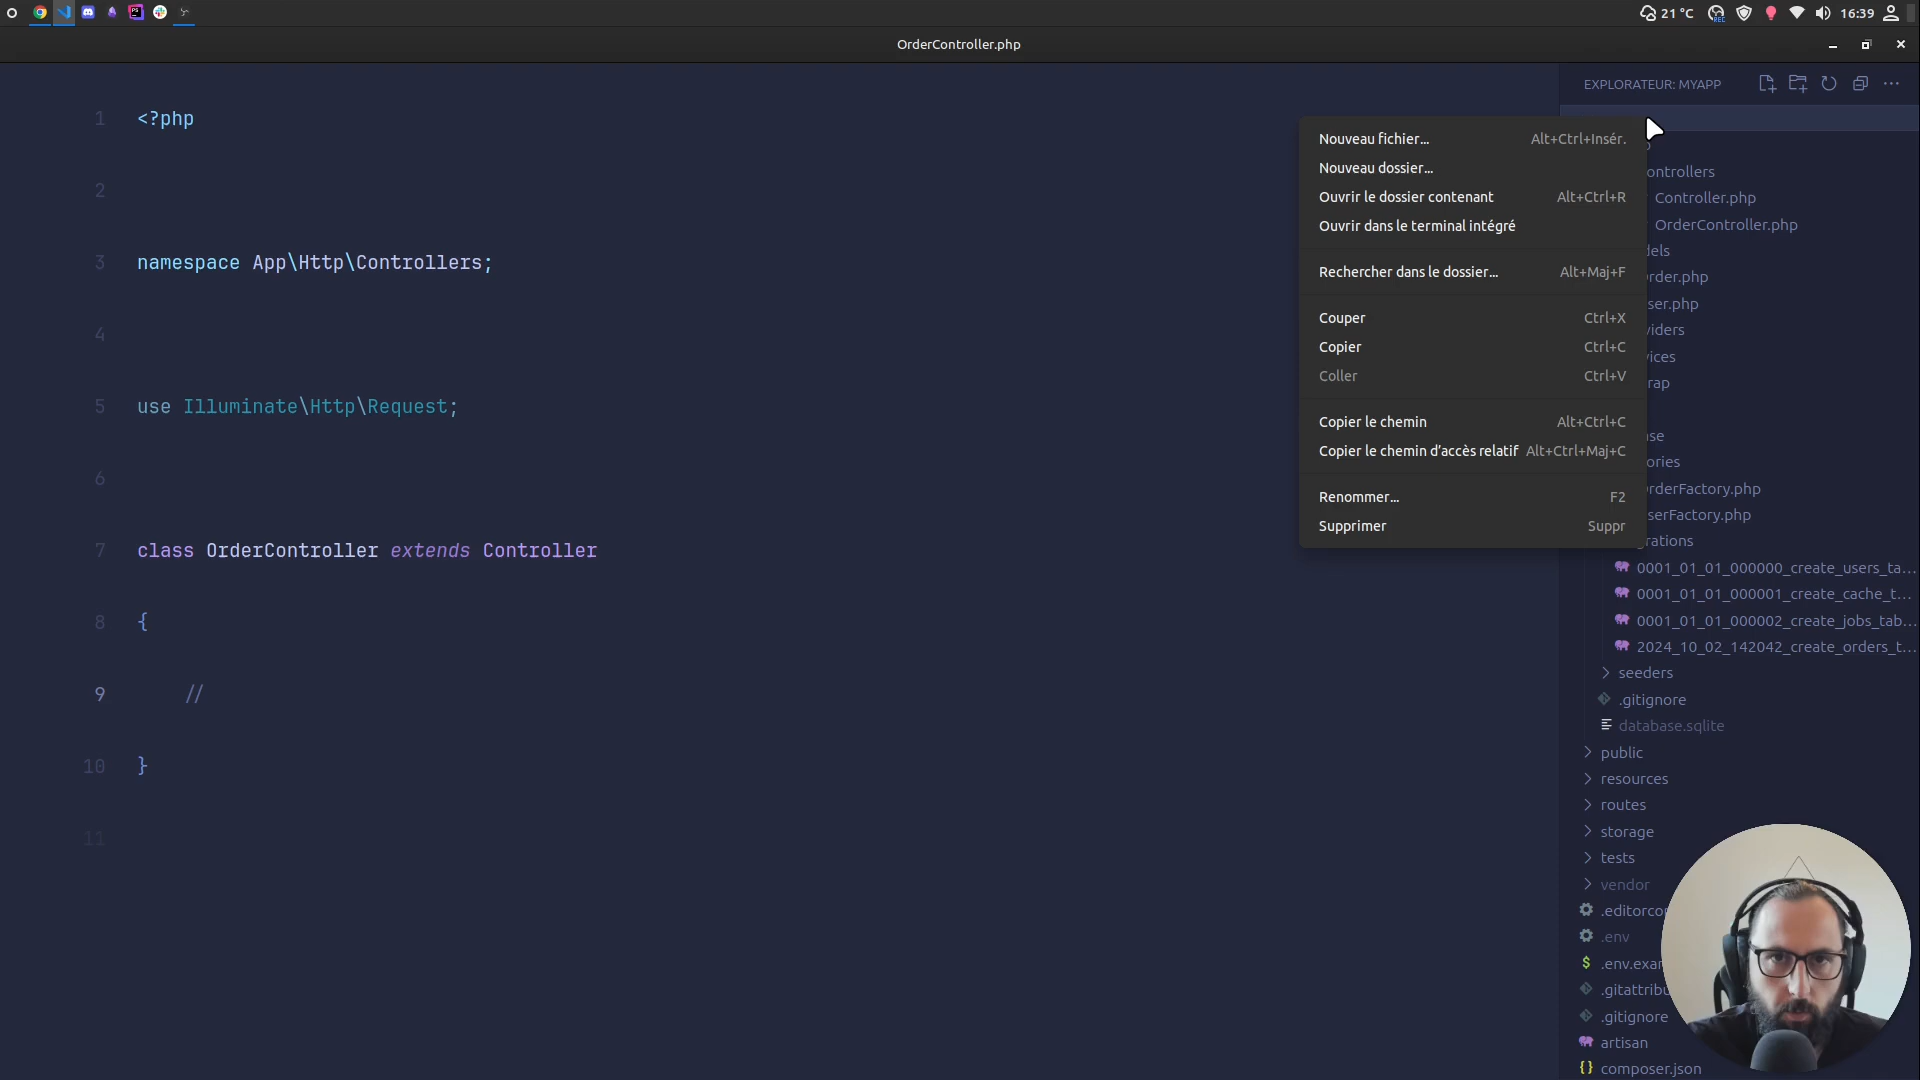 21 °C
REC
16:39
OrderController.php
EXPLORATEUR: MYAPP
1 <?php
2
3 namespace App\Http\Controllers;
4
5 use Illuminate\Http\Request;
6
7 class OrderController extends Controller
8 {
9 //
10 }
11
Nouveau fichier... Alt+Ctrl+Insér.
Nouveau dossier...
Ouvrir le dossier contenant Alt+Ctrl+R
Ouvrir dans le terminal intégré
Rechercher dans le dossier... Alt+Maj+F
Couper Ctrl+X
Copier Ctrl+C
Coller Ctrl+V
Copier le chemin Alt+Ctrl+C
Copier le chemin d’accès relatif Alt+Ctrl+Maj+C
Renommer... F2
Supprimer Suppr
ontrollers
Controller.php
OrderController.php
dels
rder.php
ser.php
viders
vices
rap
ase
ories
rderFactory.php
serFactory.php
grations
0001_01_01_000000_create_users_ta...
0001_01_01_000001_create_cache_t...
0001_01_01_000002_create_jobs_tab...
2024_10_02_142042_create_orders_t...
seeders
.gitignore
database.sqlite
public
resources
routes
storage
tests
vendor
.editorcon
.env
.env.exam
.gitattribu
.gitignore
artisan
composer.json